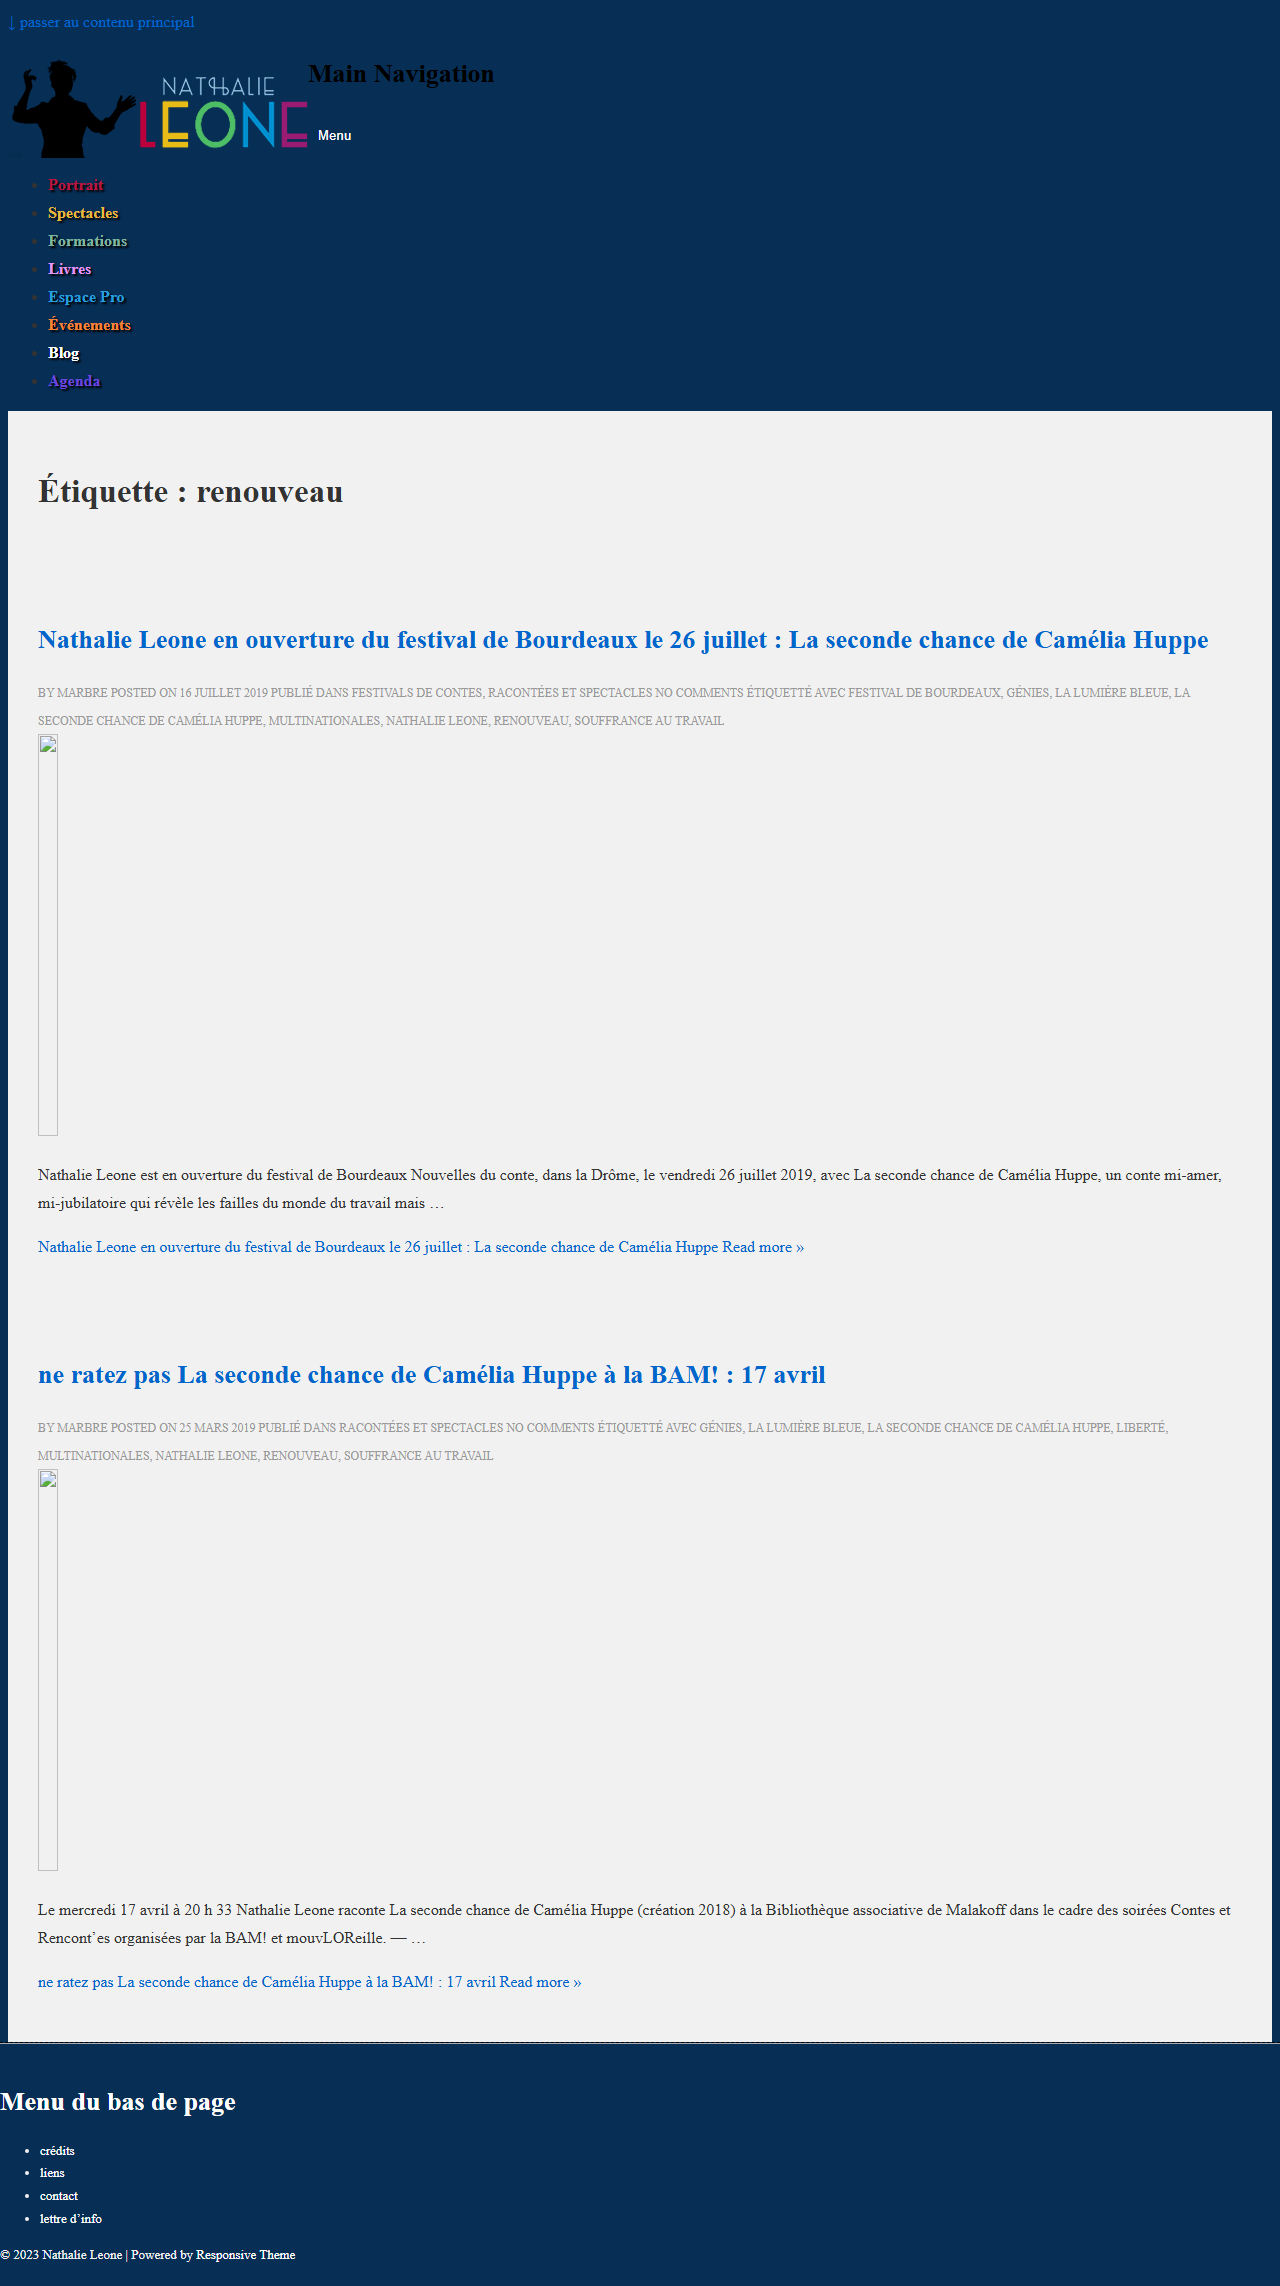 ↓ passer au contenu principal
NATHALIE
LEONE
Main Navigation
Menu
Portrait
Spectacles
Formations
Livres
Espace Pro
Événements
Blog
Agenda
Étiquette : renouveau
Nathalie Leone en ouverture du festival de Bourdeaux le 26 juillet : La seconde chance de Camélia Huppe
BY MARBRE POSTED ON 16 JUILLET 2019 PUBLIÉ DANS FESTIVALS DE CONTES, RACONTÉES ET SPECTACLES NO COMMENTS ÉTIQUETTÉ AVEC FESTIVAL DE BOURDEAUX, GÉNIES, LA LUMIÈRE BLEUE, LA
SECONDE CHANCE DE CAMÉLIA HUPPE, MULTINATIONALES, NATHALIE LEONE, RENOUVEAU, SOUFFRANCE AU TRAVAIL
Nathalie Leone est en ouverture du festival de Bourdeaux Nouvelles du conte, dans la Drôme, le vendredi 26 juillet 2019, avec La seconde chance de Camélia Huppe, un conte mi-amer,
mi-jubilatoire qui révèle les failles du monde du travail mais …
Nathalie Leone en ouverture du festival de Bourdeaux le 26 juillet : La seconde chance de Camélia Huppe Read more »
ne ratez pas La seconde chance de Camélia Huppe à la BAM! : 17 avril
BY MARBRE POSTED ON 25 MARS 2019 PUBLIÉ DANS RACONTÉES ET SPECTACLES NO COMMENTS ÉTIQUETTÉ AVEC GÉNIES, LA LUMIÈRE BLEUE, LA SECONDE CHANCE DE CAMÉLIA HUPPE, LIBERTÉ,
MULTINATIONALES, NATHALIE LEONE, RENOUVEAU, SOUFFRANCE AU TRAVAIL
Le mercredi 17 avril à 20 h 33 Nathalie Leone raconte La seconde chance de Camélia Huppe (création 2018) à la Bibliothèque associative de Malakoff dans le cadre des soirées Contes et
Rencont’es organisées par la BAM! et mouvLOReille. — …
ne ratez pas La seconde chance de Camélia Huppe à la BAM! : 17 avril Read more »
Menu du bas de page
crédits
liens
contact
lettre d’info
© 2023 Nathalie Leone | Powered by Responsive Theme